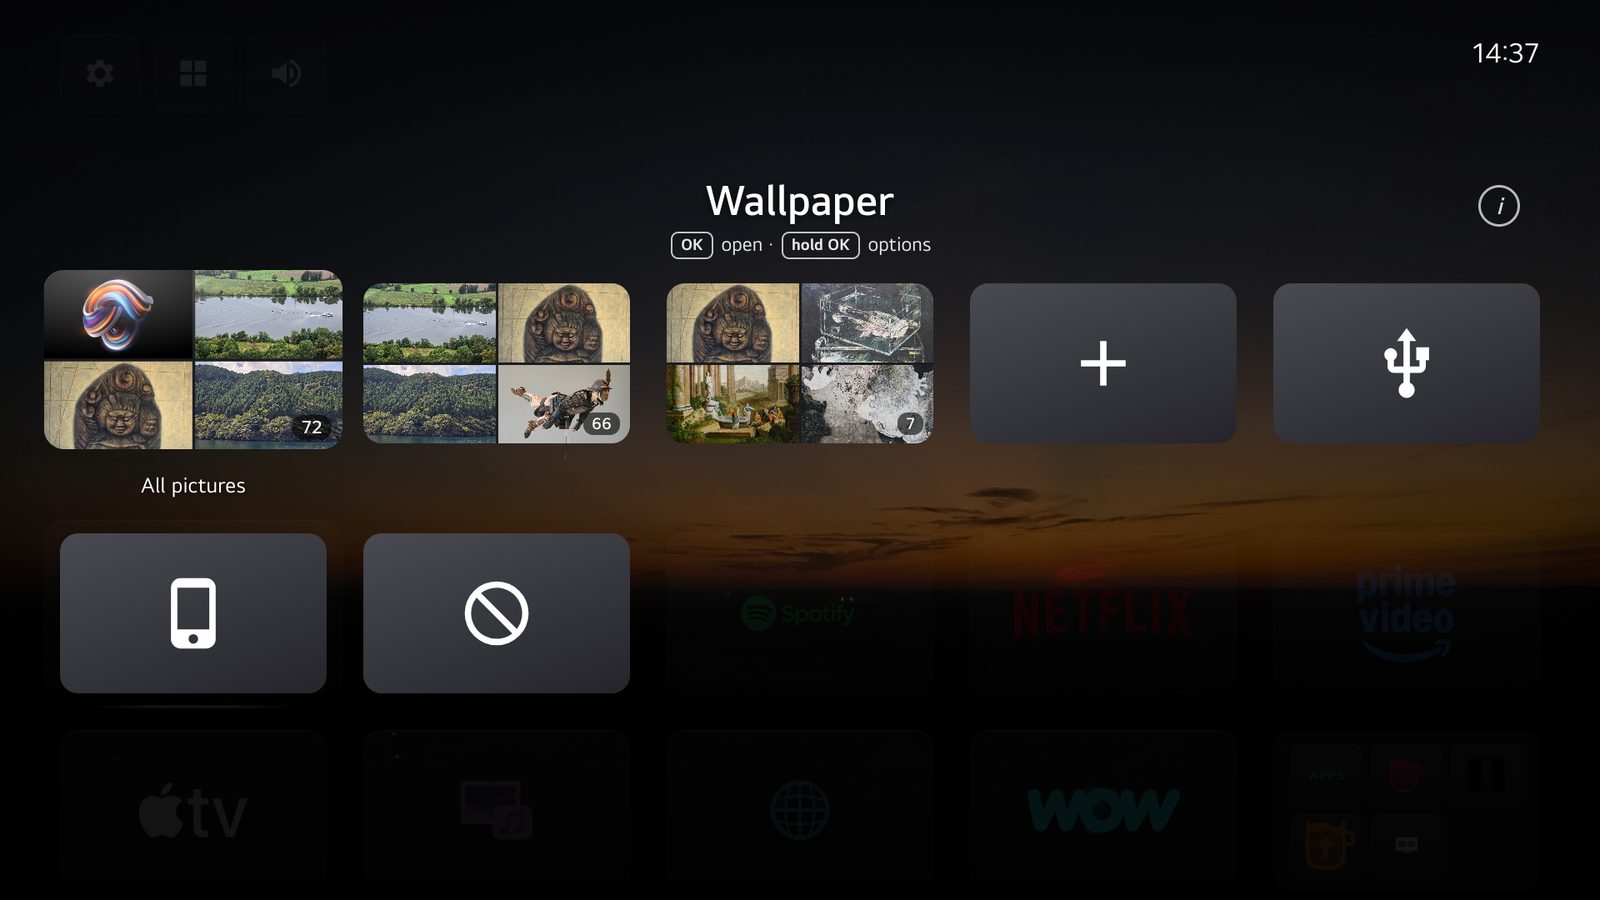 14:37
Wallpaper
OK open · hold OK options
72
66
7
All pictures
Spotify
NETFLIX
prime
video
tv
WOW
APPS